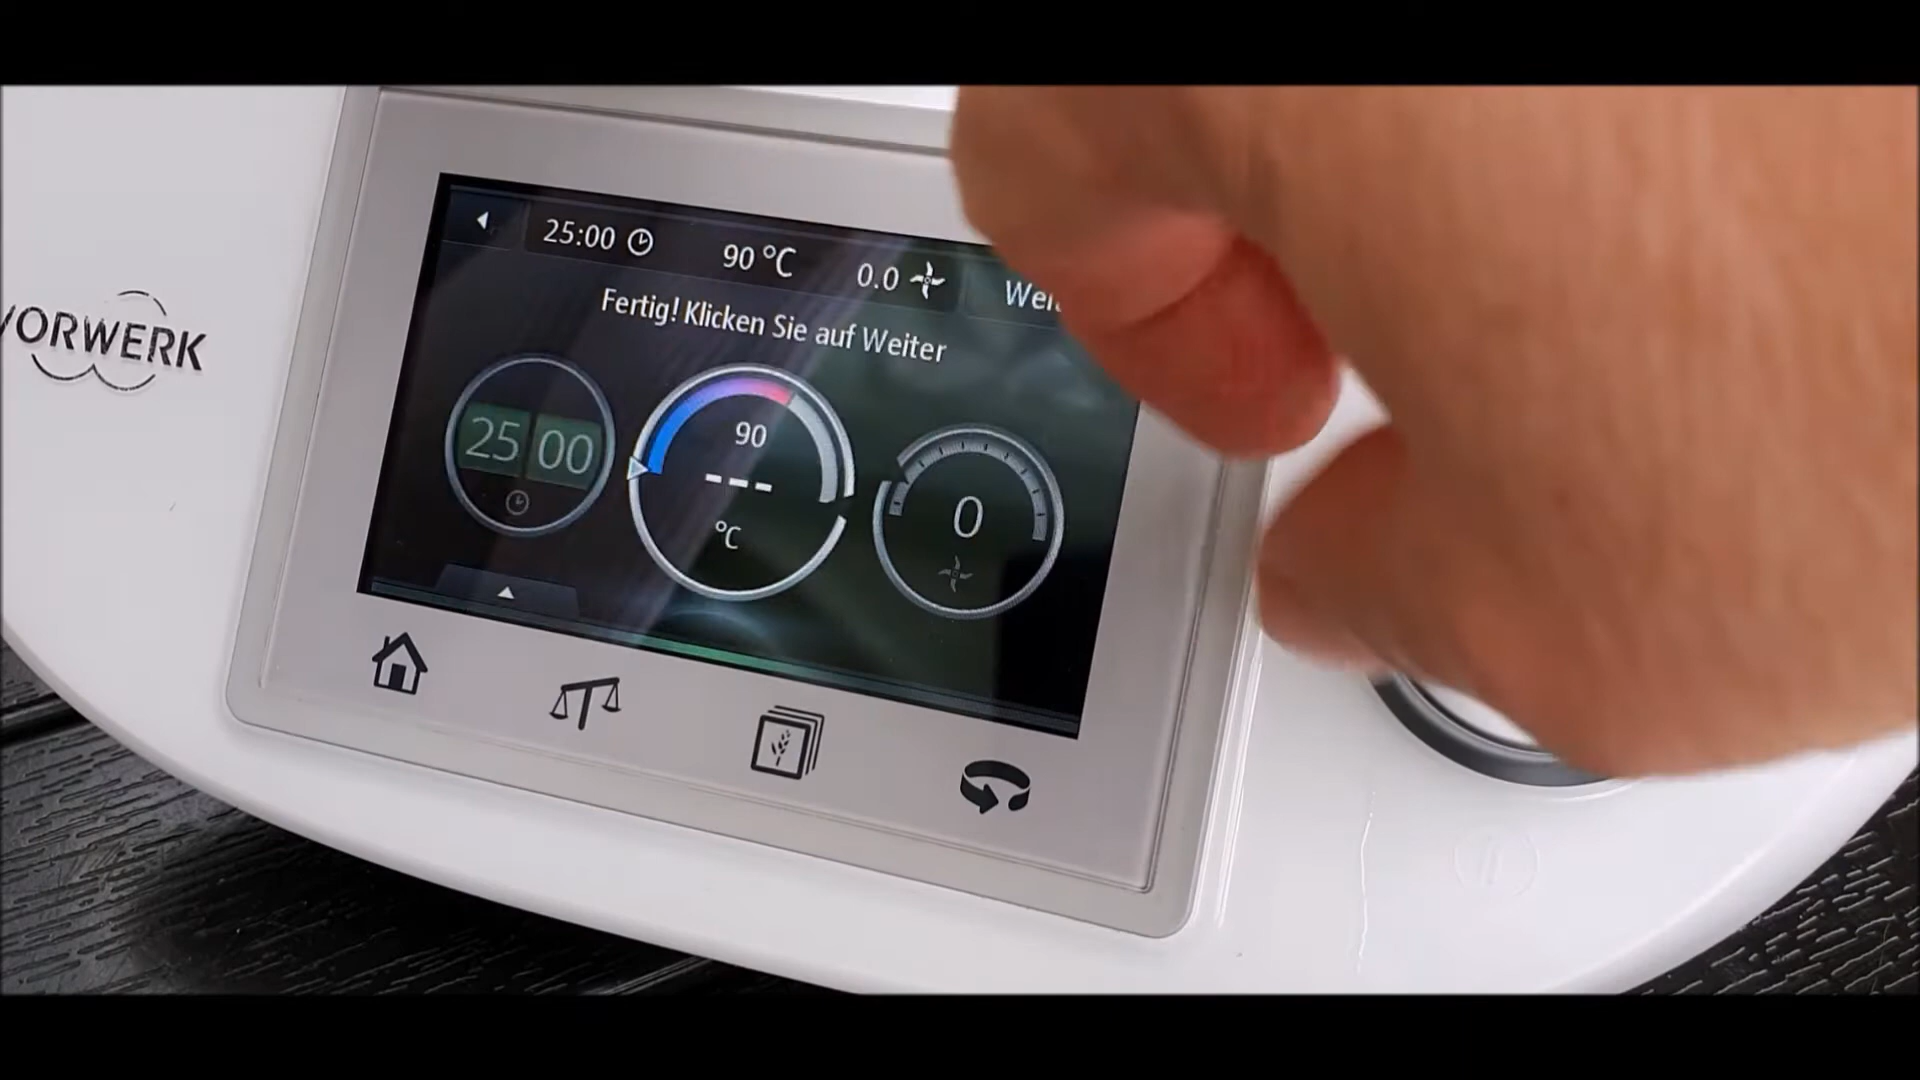 25:00 90 °C 0.0
Fertig! Klicken Sie auf Weiter
25 00
90
---
°C
0
VORWERK